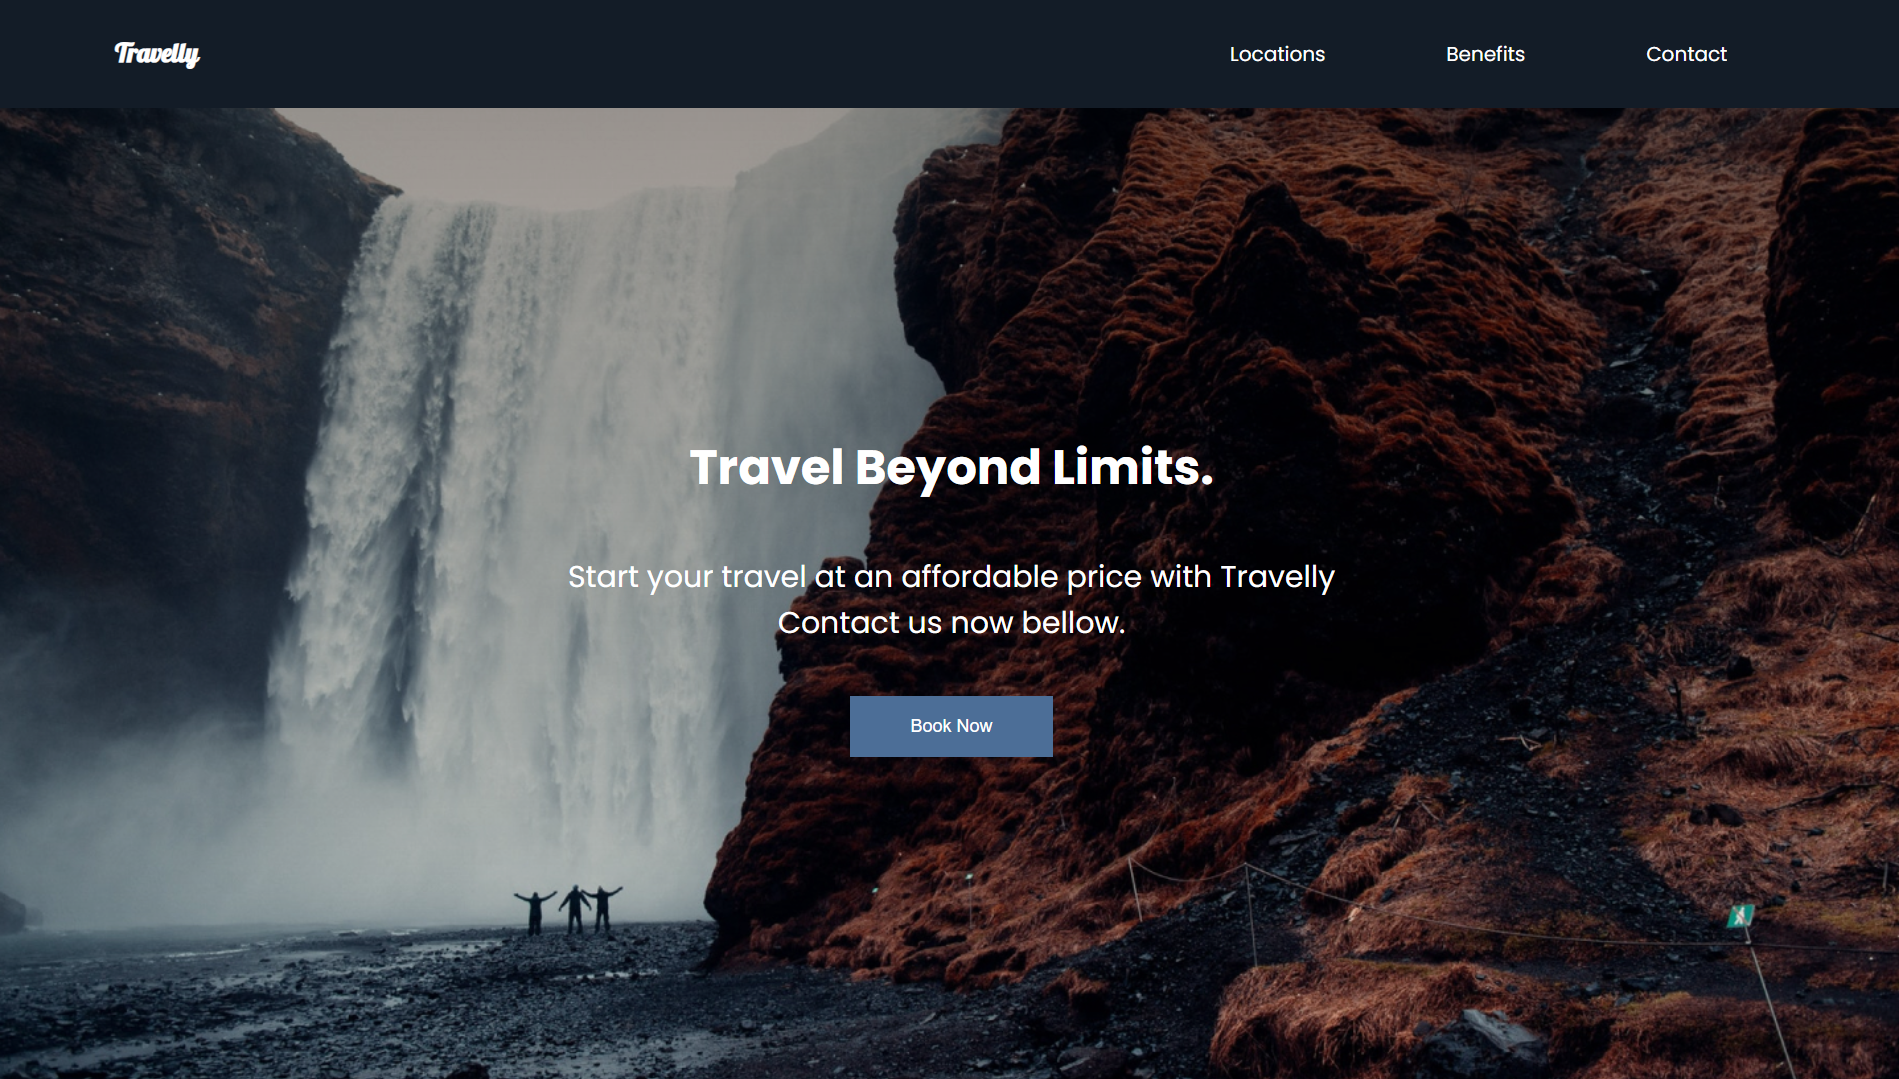 Travelly
Locations
Benefits
Contact
Travel Beyond Limits.
Start your travel at an affordable price with Travelly
Contact us now bellow.
Book Now